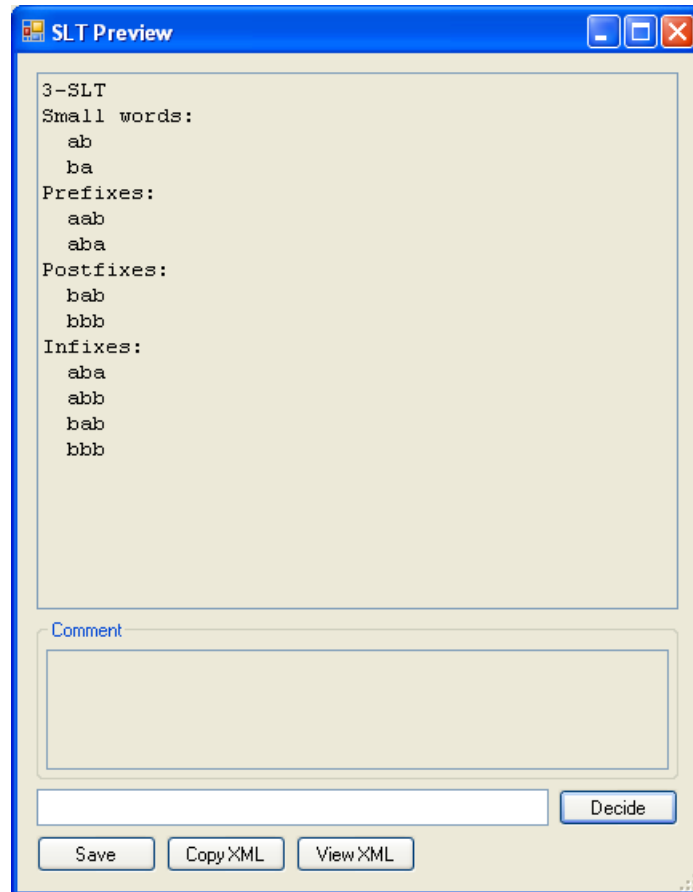 SLT Preview
3-SLT
Small words:
ab
ba
Prefixes:
aab
aba
Postfixes:
bab
bbb
Infixes:
aba
abb
bab
bbb
Comment
Decide
Save Copy XML View XML